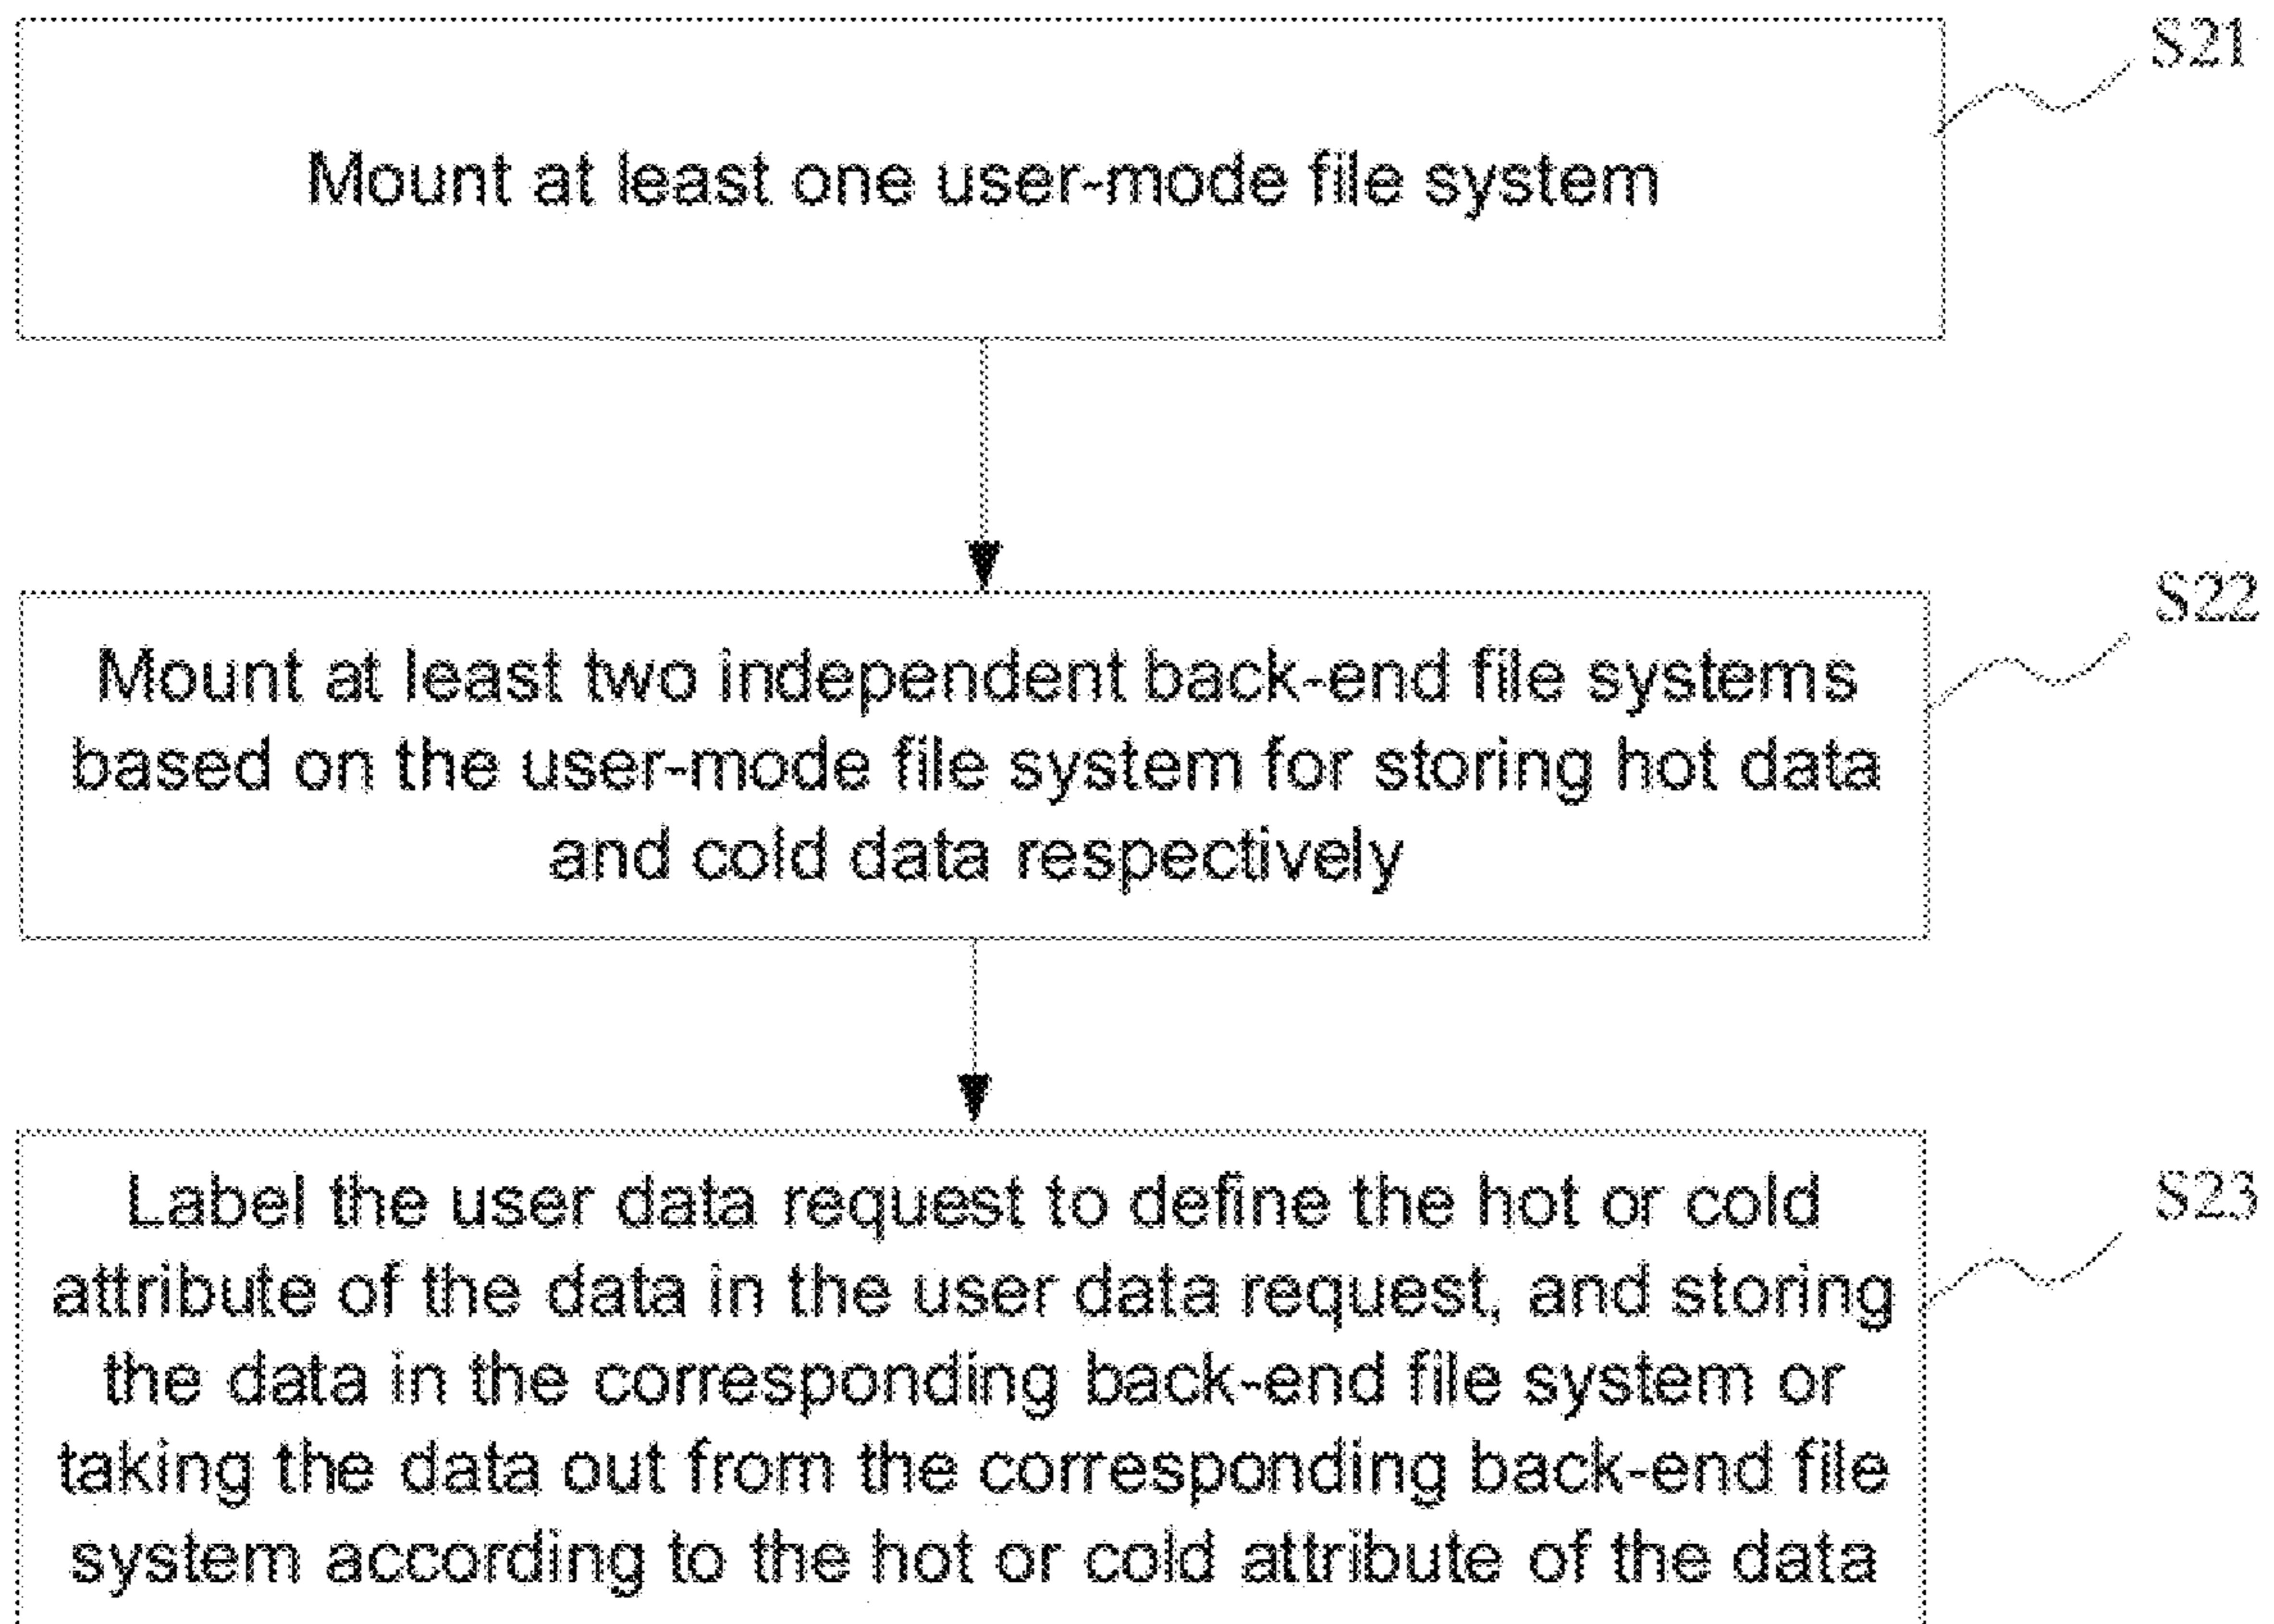 S21
Mount at least one user-mode file system
S22
Mount at least two independent back-end file systems
based on the user-mode file system for storing hot data
and cold data respectively
S23
Label the user data request to define the hot or cold
attribute of the data in the user data request, and storing
the data in the corresponding back-end file system or
taking the data out from the corresponding back-end file
system according to the hot or cold attribute of the data